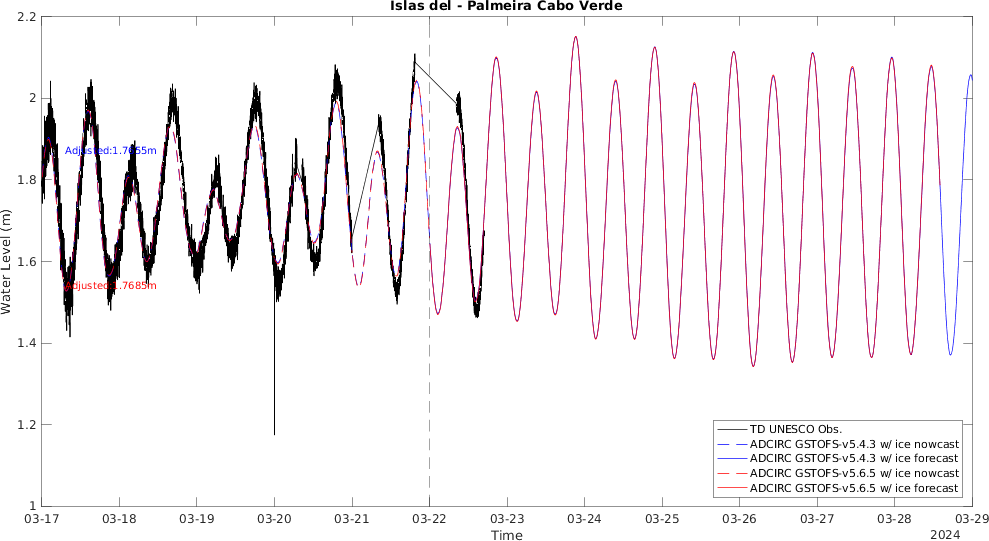 Islas del - Palmeira Cabo Verde
Water Level (m)
2.2
2
1.8
1.6
1.4
1.2
1
Adjusted:1.7655m
Adjusted:1.7685m
TD UNESCO Obs.
ADCIRC GSTOFS-v5.4.3 w/ ice nowcast
ADCIRC GSTOFS-v5.4.3 w/ ice forecast
ADCIRC GSTOFS-v5.6.5 w/ ice nowcast
ADCIRC GSTOFS-v5.6.5 w/ ice forecast
03-17 03-18 03-19 03-20 03-21 03-22 03-23 03-24 03-25 03-26 03-27 03-28 03-29
Time
2024